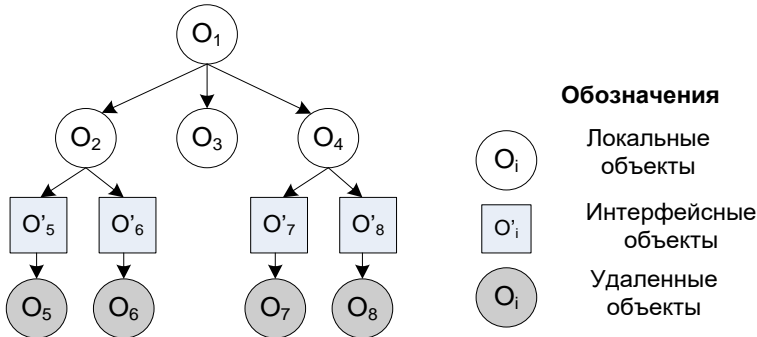 O₁
O₂ O₃ O₄
O'₅ O'₆ O'₇ O'₈
O₅ O₆ O₇ O₈
Обозначения
Oᵢ Локальные
объекты
O'ᵢ Интерфейсные
объекты
Oᵢ Удаленные
объекты